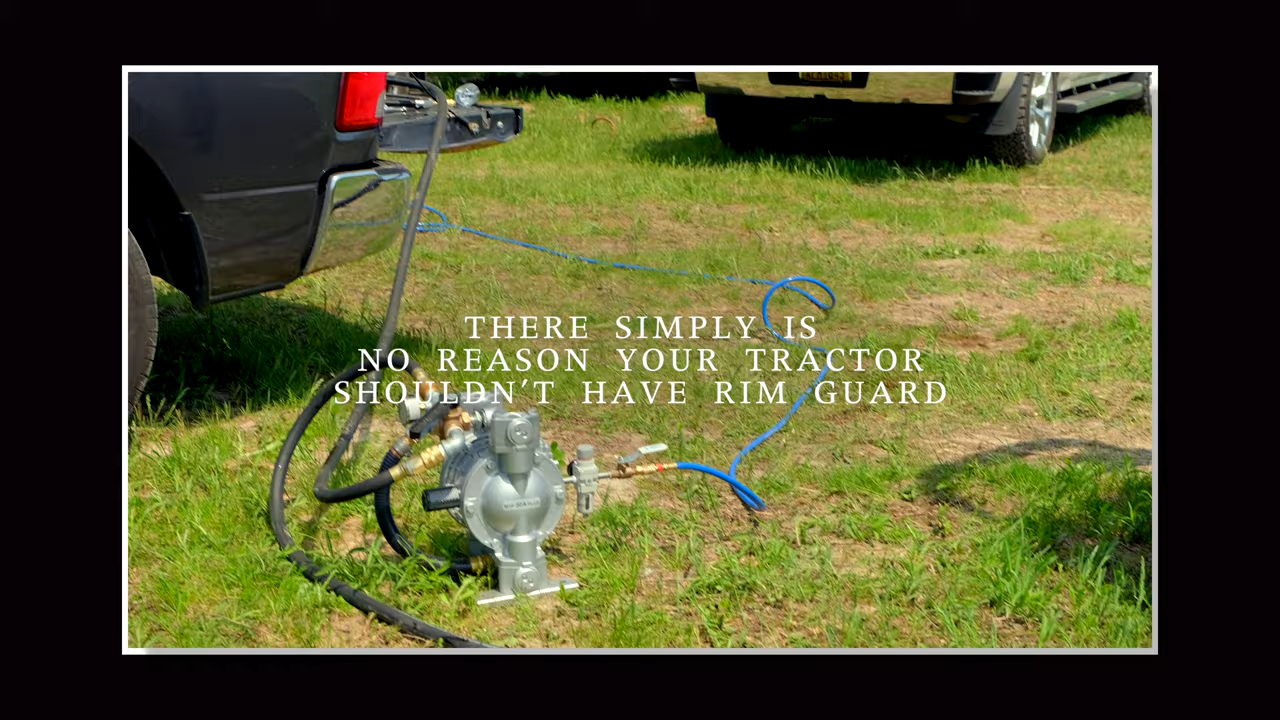 THERE SIMPLY IS
NO REASON YOUR TRACTOR
SHOULDN'T HAVE RIM GUARD